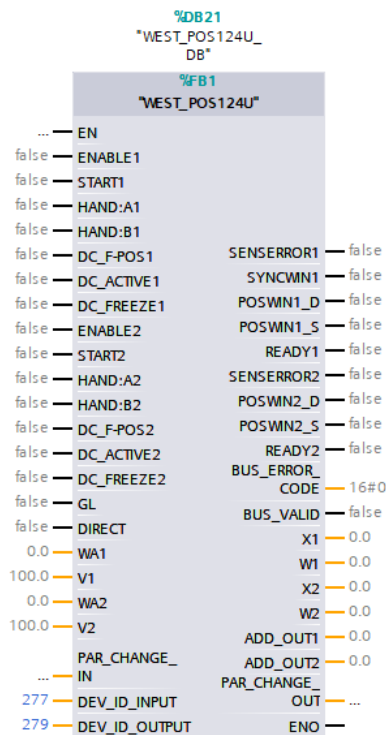 %DB21
"WEST_POS124U_
DB"
%FB1
"WEST_POS124U"
... EN
false ENABLE1
false START1
false HAND:A1
false HAND:B1
false DC_F-POS1 SENSERROR1 false
false DC_ACTIVE1 SYNCWIN1 false
false DC_FREEZE1 POSWIN1_D false
false ENABLE2 POSWIN1_S false
false START2 READY1 false
false HAND:A2 SENSERROR2 false
false HAND:B2 POSWIN2_D false
false DC_F-POS2 POSWIN2_S false
false DC_ACTIVE2 READY2 false
false DC_FREEZE2 BUS_ERROR_
false GL CODE 16#0
false DIRECT BUS_VALID false
0.0 WA1 X1 0.0
100.0 V1 W1 0.0
0.0 WA2 X2 0.0
100.0 V2 W2 0.0
ADD_OUT1 0.0
PAR_CHANGE_ ADD_OUT2 0.0
... IN PAR_CHANGE_
277 DEV_ID_INPUT OUT ...
279 DEV_ID_OUTPUT ENO